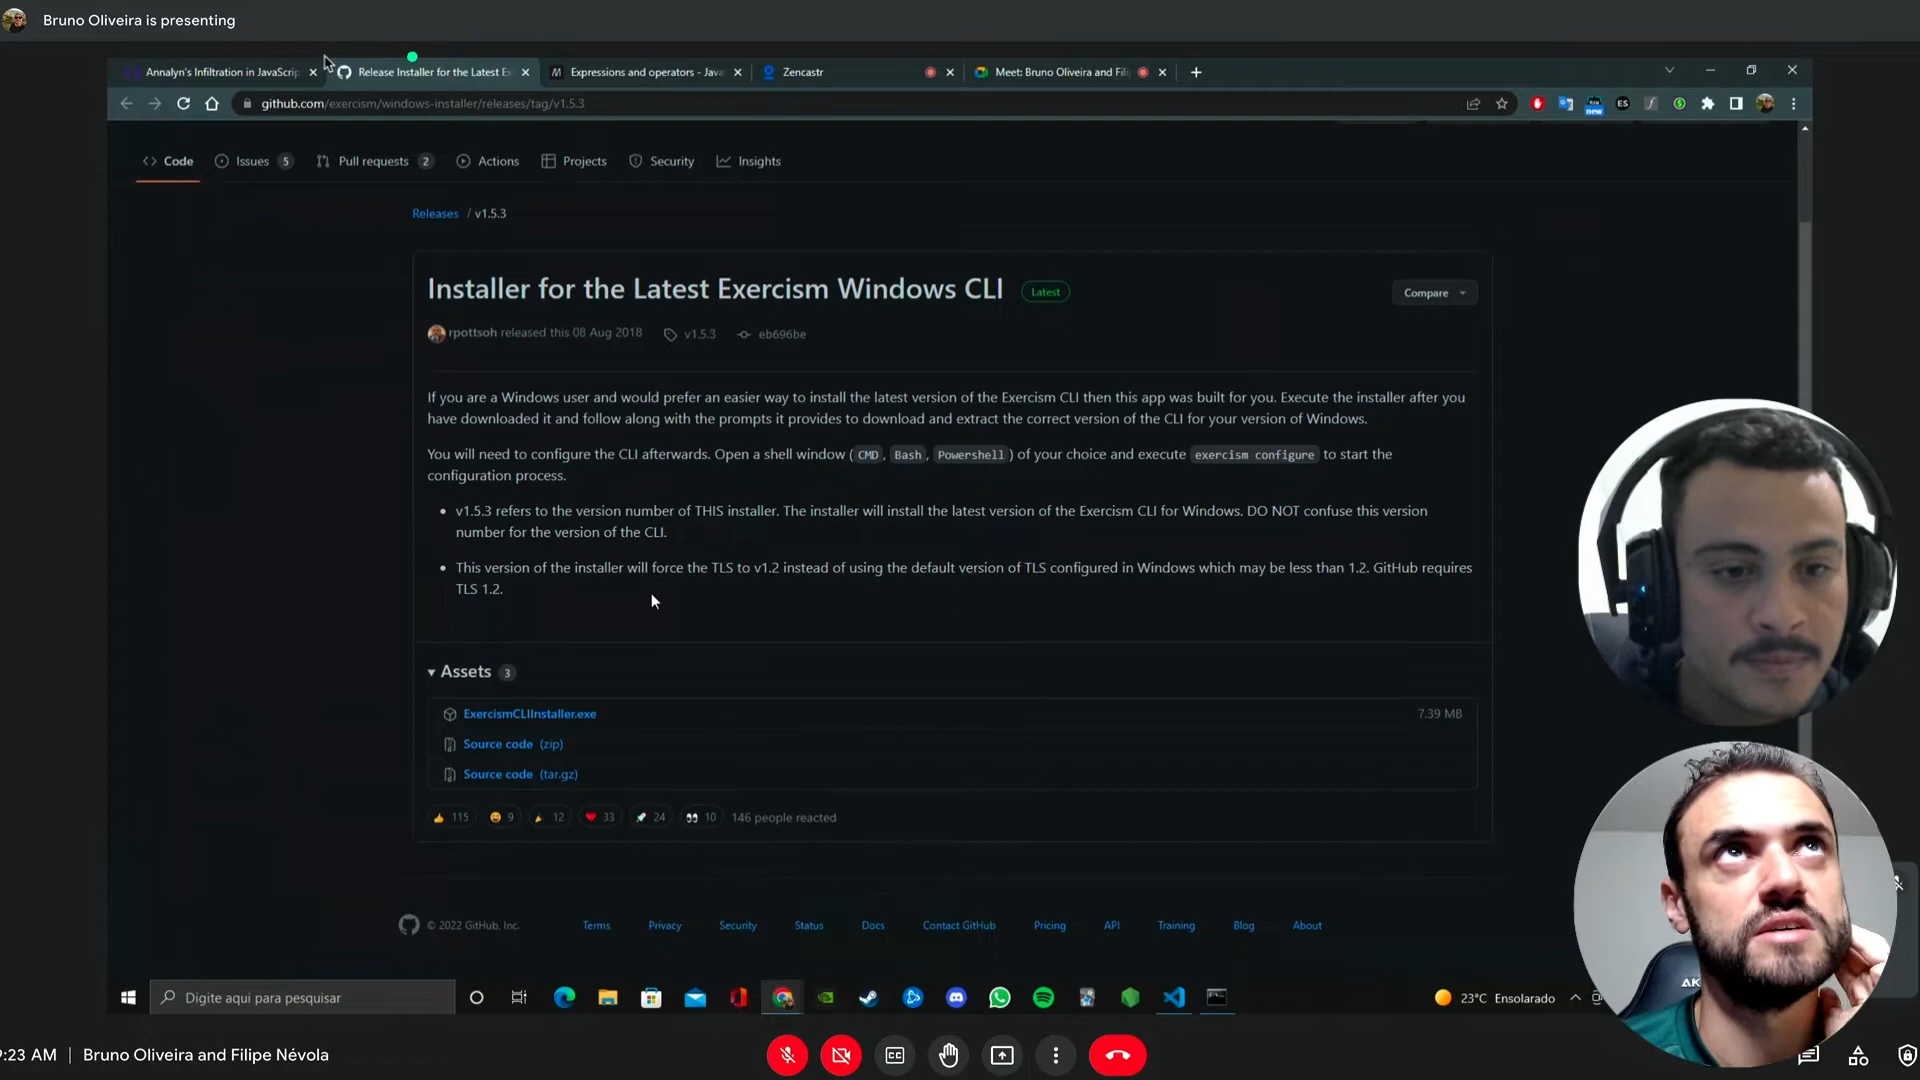 Bruno Oliveira is presenting
Annalyn's Infiltration in JavaScrip
Release Installer for the Latest Ex
Expressions and operators - Java
Zencastr
Meet: Bruno Oliveira and Fili
github.com/exercism/windows-installer/releases/tag/v1.5.3
new
ES
Code
Issues 5
Pull requests 2
Actions
Projects
Security
Insights
Releases / v1.5.3
Installer for the Latest Exercism Windows CLI
Latest
Compare
rpottsoh released this 08 Aug 2018
v1.5.3
eb696be
If you are a Windows user and would prefer an easier way to install the latest version of the Exercism CLI then this app was built for you. Execute the installer after you
have downloaded it and follow along with the prompts it provides to download and extract the correct version of the CLI for your version of Windows.
You will need to configure the CLI afterwards. Open a shell window ( CMD, Bash, Powershell ) of your choice and execute exercism configure to start the
configuration process.
• v1.5.3 refers to the version number of THIS installer. The installer will install the latest version of the Exercism CLI for Windows. DO NOT confuse this version
number for the version of the CLI.
• This version of the installer will force the TLS to v1.2 instead of using the default version of TLS configured in Windows which may be less than 1.2. GitHub requires
TLS 1.2.
Assets 3
ExercismCLIInstaller.exe
7.39 MB
Source code (zip)
Source code (tar.gz)
115
9
12
33
24
10
146 people reacted
© 2022 GitHub, Inc.
Terms
Privacy
Security
Status
Docs
Contact GitHub
Pricing
API
Training
Blog
About
AK
Digite aqui para pesquisar
23°C Ensolarado
9:23 AM | Bruno Oliveira and Filipe Névola